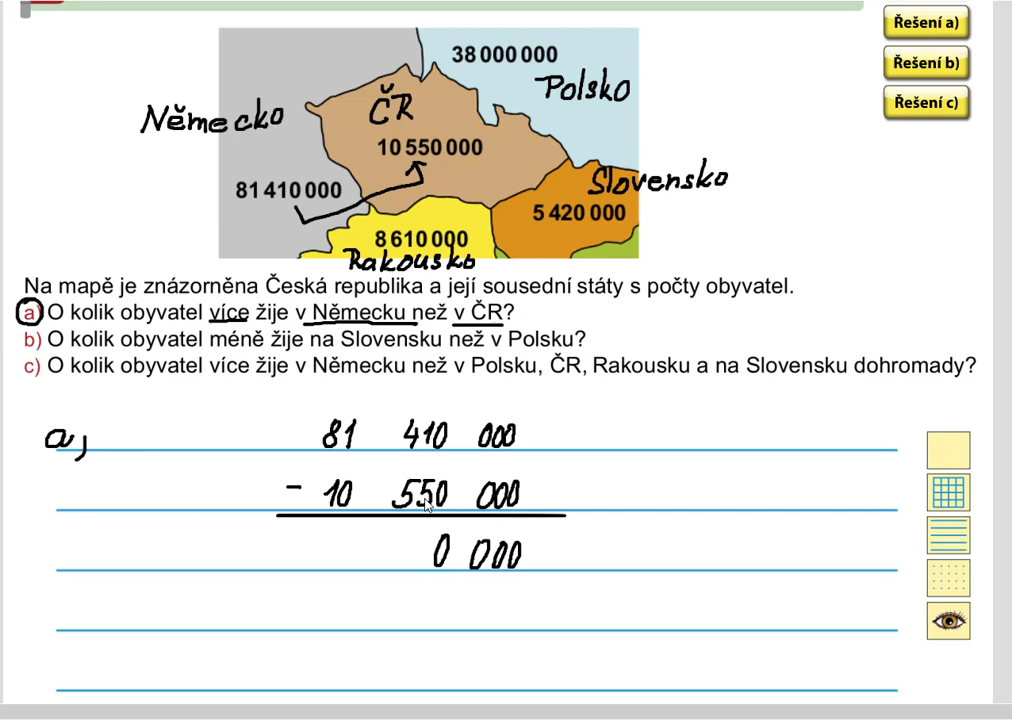 Řešení a)
38 000 000
Řešení b)
Polsko
ČR
Německo
Řešení c)
10 550 000
Slovensko
81 410 000
5 420 000
8 610 000
Rakousko
Na mapě je znázorněna Česká republika a její sousední státy s počty obyvatel.
a) O kolik obyvatel více žije v Německu než v ČR?
b) O kolik obyvatel méně žije na Slovensku než v Polsku?
c) O kolik obyvatel více žije v Německu než v Polsku, ČR, Rakousku a na Slovensku dohromady?
a, 81 410 000
- 10 550 000
0 000